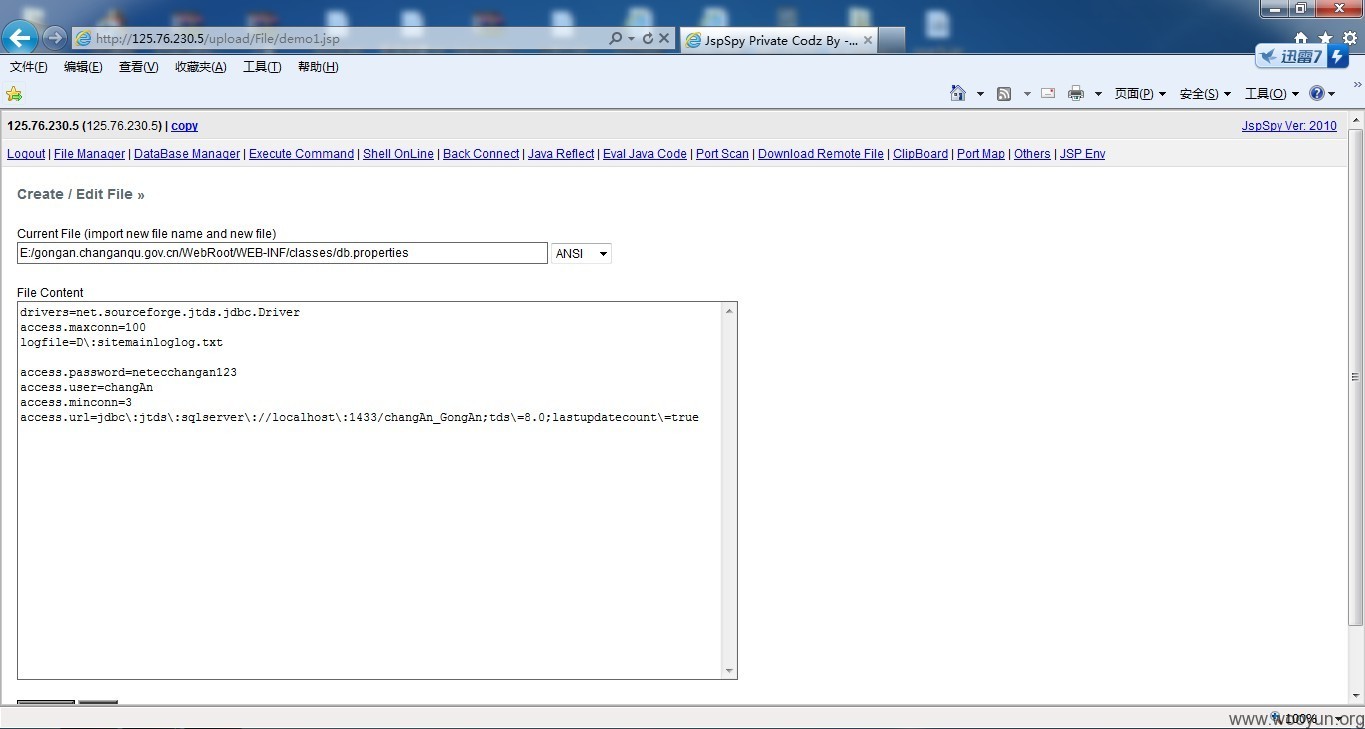 http://125.76.230.5/upload/File/demo1.jsp
JspSpy Private Codz By -...
文件(F) 编辑(E) 查看(V) 收藏夹(A) 工具(T) 帮助(H)
迅雷7
页面(P) 安全(S) 工具(O)
125.76.230.5 (125.76.230.5) | copy
JspSpy Ver: 2010
Logout | File Manager | DataBase Manager | Execute Command | Shell OnLine | Back Connect | Java Reflect | Eval Java Code | Port Scan | Download Remote File | ClipBoard | Port Map | Others | JSP Env
Create / Edit File »
Current File (import new file name and new file)
E:/gongan.changanqu.gov.cn/WebRoot/WEB-INF/classes/db.properties ANSI
File Content
drivers=net.sourceforge.jtds.jdbc.Driver
access.maxconn=100
logfile=D\:sitemainloglog.txt
access.password=netecchangan123
access.user=changAn
access.minconn=3
access.url=jdbc\:jtds\:sqlserver\://localhost\:1433/changAn_GongAn;tds\=8.0;lastupdatecount\=true
100%
www.wooyun.org